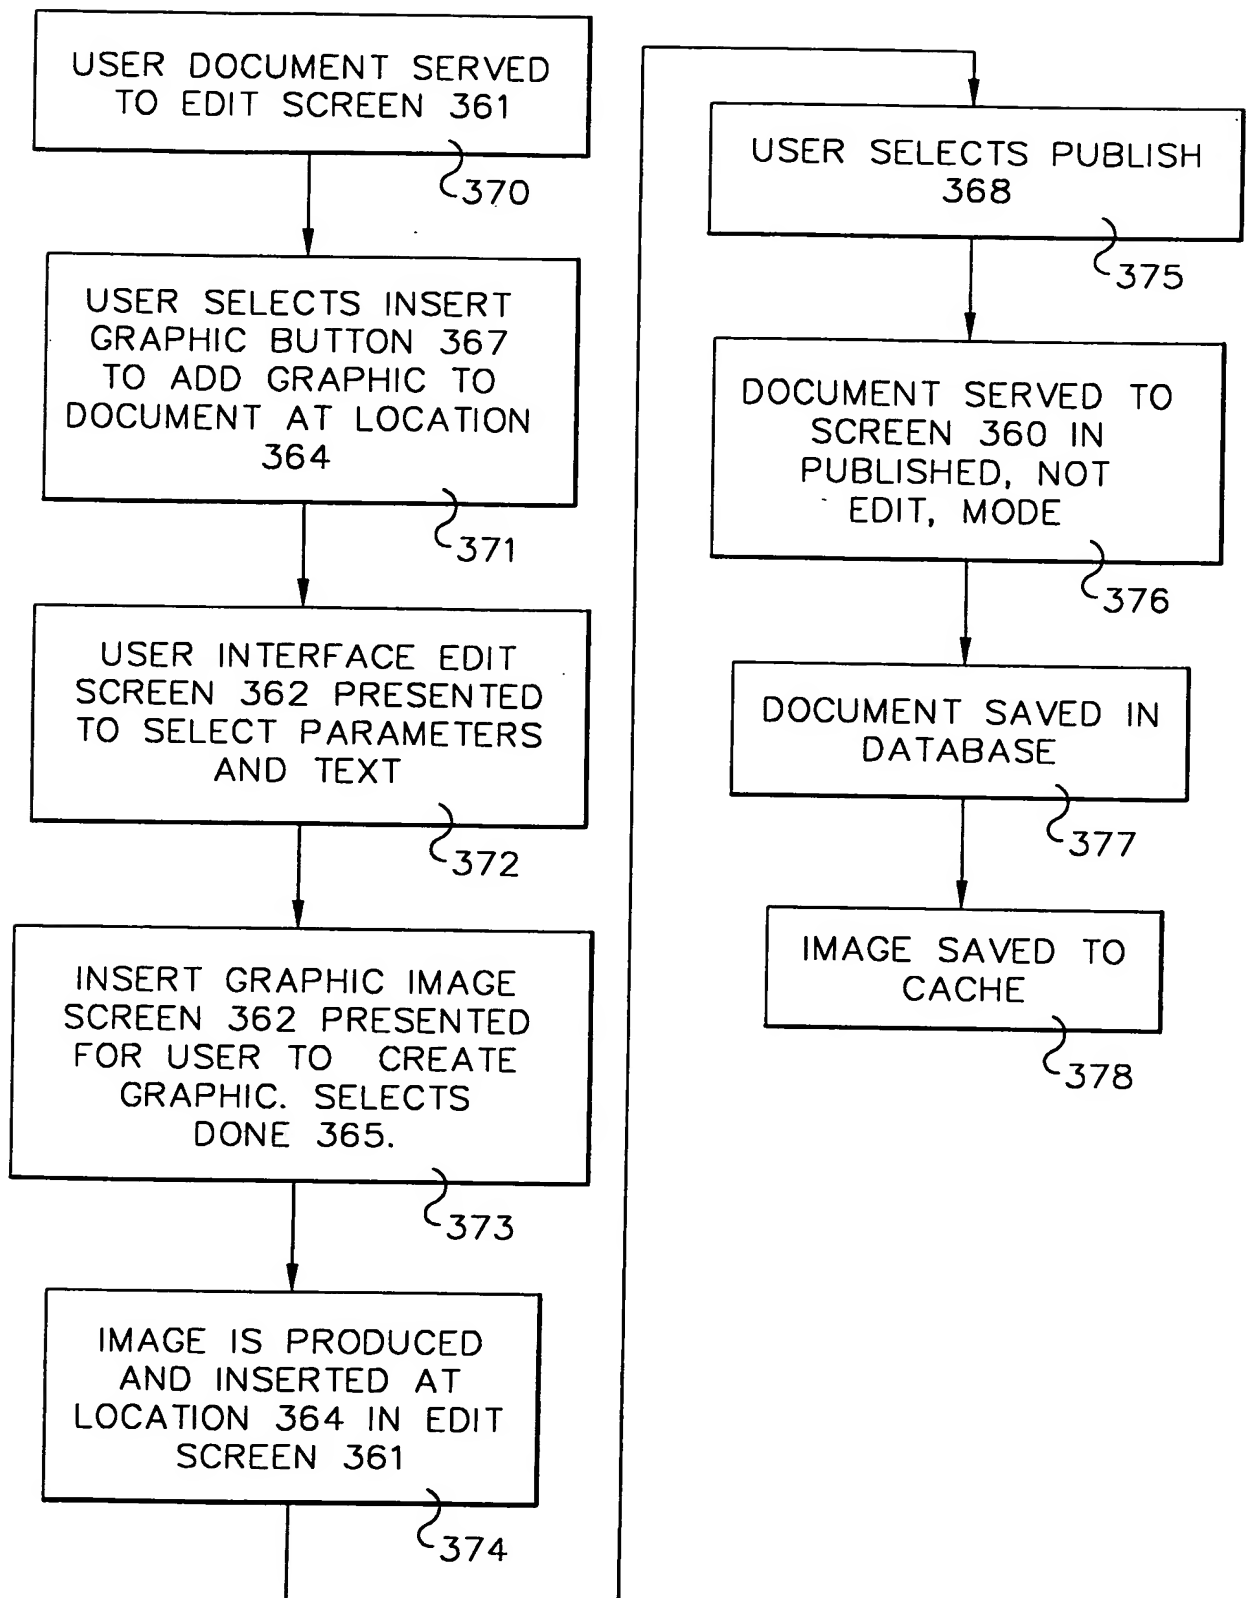 USER DOCUMENT SERVED
TO EDIT SCREEN 361
370
USER SELECTS INSERT
GRAPHIC BUTTON 367
TO ADD GRAPHIC TO
DOCUMENT AT LOCATION
364
371
USER INTERFACE EDIT
SCREEN 362 PRESENTED
TO SELECT PARAMETERS
AND TEXT
372
INSERT GRAPHIC IMAGE
SCREEN 362 PRESENTED
FOR USER TO CREATE
GRAPHIC. SELECTS
DONE 365.
373
IMAGE IS PRODUCED
AND INSERTED AT
LOCATION 364 IN EDIT
SCREEN 361
374
USER SELECTS PUBLISH
368
375
DOCUMENT SERVED TO
SCREEN 360 IN
PUBLISHED, NOT
EDIT, MODE
376
DOCUMENT SAVED IN
DATABASE
377
IMAGE SAVED TO
CACHE
378